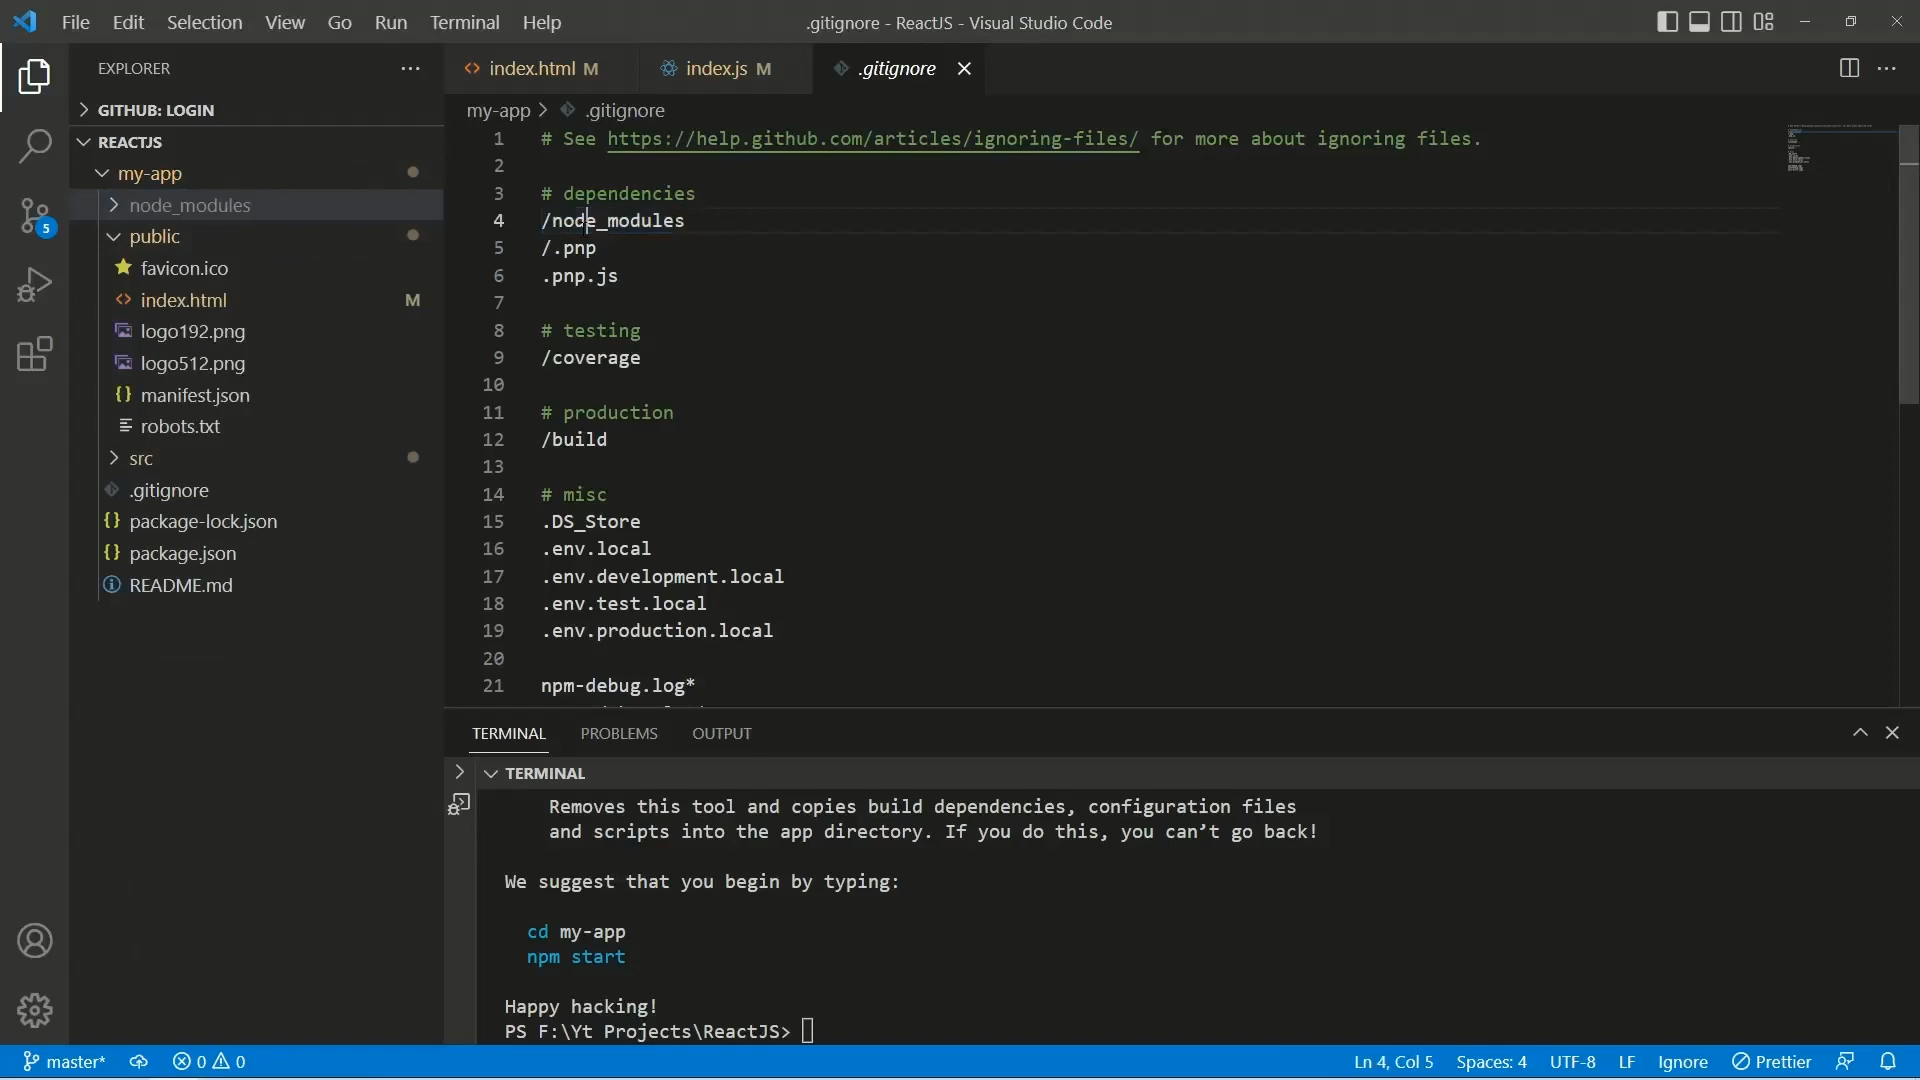 File Edit Selection View Go Run Terminal Help
.gitignore - ReactJS - Visual Studio Code
EXPLORER
GITHUB: LOGIN
REACTJS
my-app
node_modules
public
favicon.ico
index.html M
logo192.png
logo512.png
manifest.json
robots.txt
src
.gitignore
package-lock.json
package.json
README.md
5
index.html M
index.js M
.gitignore
my-app > .gitignore
1 # See https://help.github.com/articles/ignoring-files/ for more about ignoring files.
2
3 # dependencies
4 /node_modules
5 /.pnp
6 .pnp.js
7
8 # testing
9 /coverage
10
11 # production
12 /build
13
14 # misc
15 .DS_Store
16 .env.local
17 .env.development.local
18 .env.test.local
19 .env.production.local
20
21 npm-debug.log*
TERMINAL PROBLEMS OUTPUT
TERMINAL
Removes this tool and copies build dependencies, configuration files
and scripts into the app directory. If you do this, you can’t go back!
We suggest that you begin by typing:
cd my-app
npm start
Happy hacking!
PS F:\Yt Projects\ReactJS>
master* 0 0 Ln 4, Col 5 Spaces: 4 UTF-8 LF Ignore Prettier